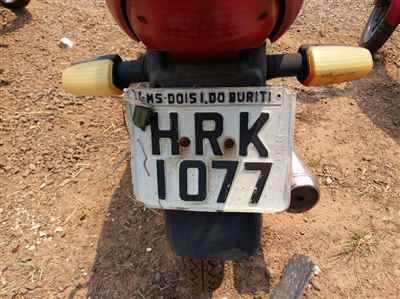 MS-DOIS I.DO BURITI
HRK
1077